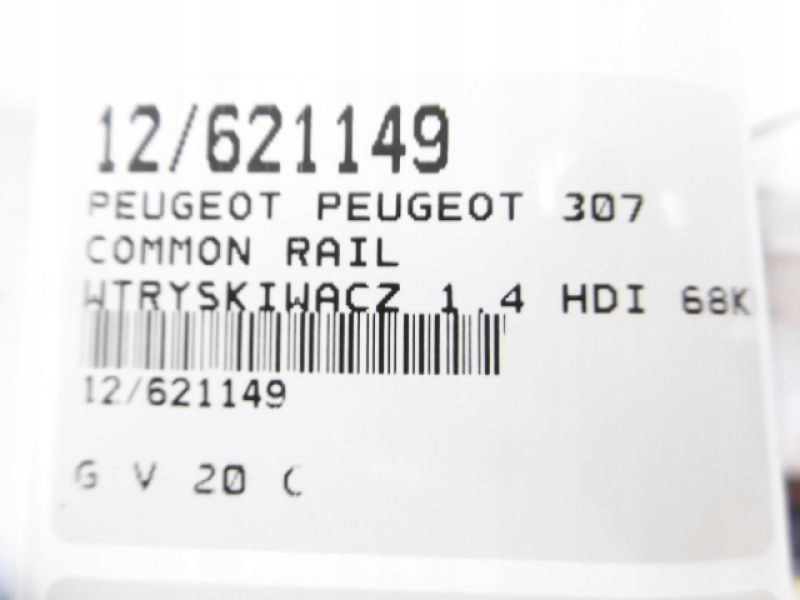 12/621149
PEUGEOT PEUGEOT 307
COMMON RAIL
WTRYSKIWACZ 1.4 HDI 68K
12/621149
G V 20 C